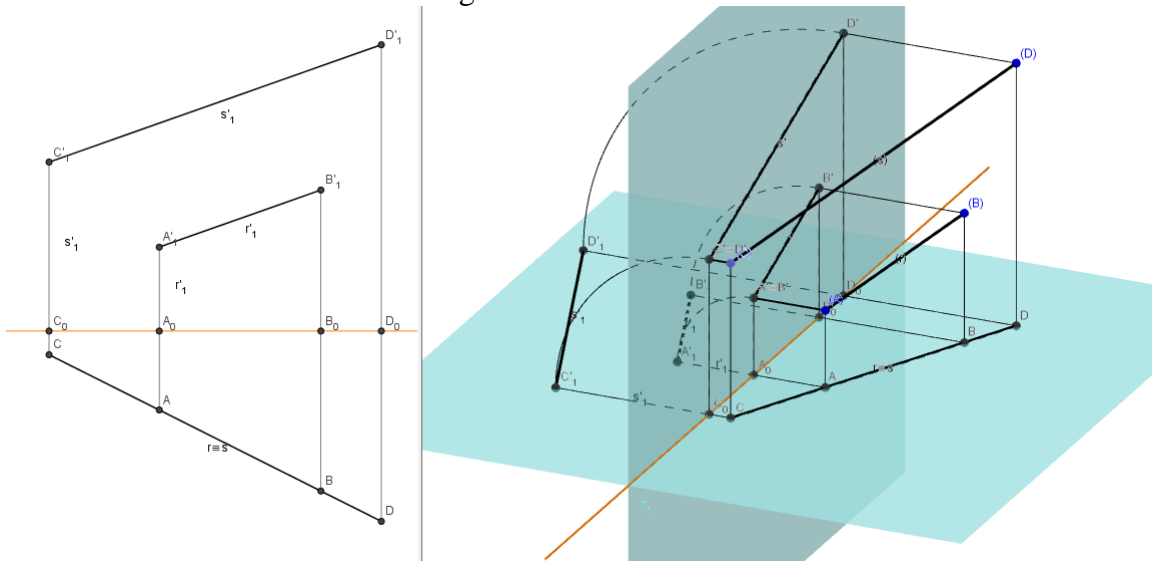 D'₁
s'₁
C'₁
B'₁
A'₁
r'₁
s'₁
r'₁
C₀
A₀
B₀
D₀
C
A
r≡s
B
D
D'
(D)
s'
(s)
B'
(B)
D'₁
(r)
B'
(A)
D₀
s'₁
A'₁
r'₁
A₀
B
D
A
r≡s
C'₁
s'₁
C₀
C